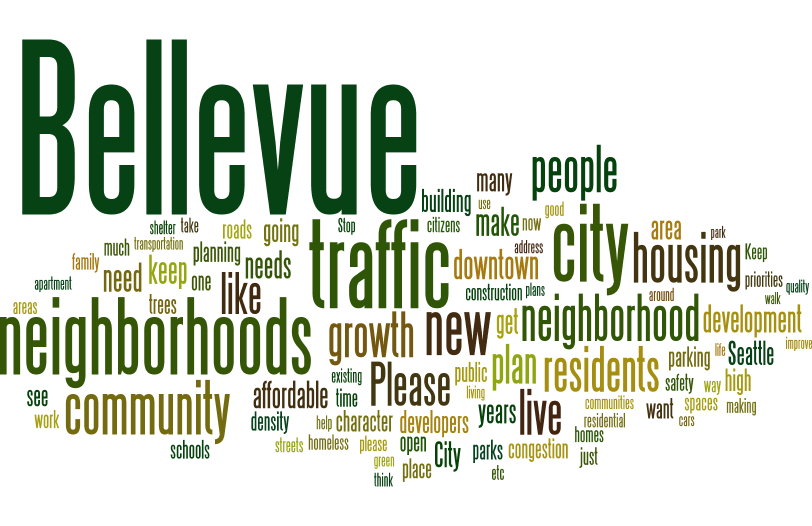 Bellevue
people
many
building
use
good
shelter
take
roads
going
Stop
citizens
make
now
city
area
park
much
transportation
planning
traffic
address
housing
Keep
family
need
keep
one
needs
downtown
priorities
apartment
like
construction
plans
around
walk
quality
areas
trees
neighborhoods
growth
new
get
neighborhood
development
improve
existing
public
plan
residents
parking
life
Seattle
see
affordable
time
Please
living
safety
way
high
work
community
density
help
character
developers
years
live
communities
residential
want
spaces
cars
making
schools
streets
homeless
please
open
City
parks
congestion
homes
just
green
place
think
etc